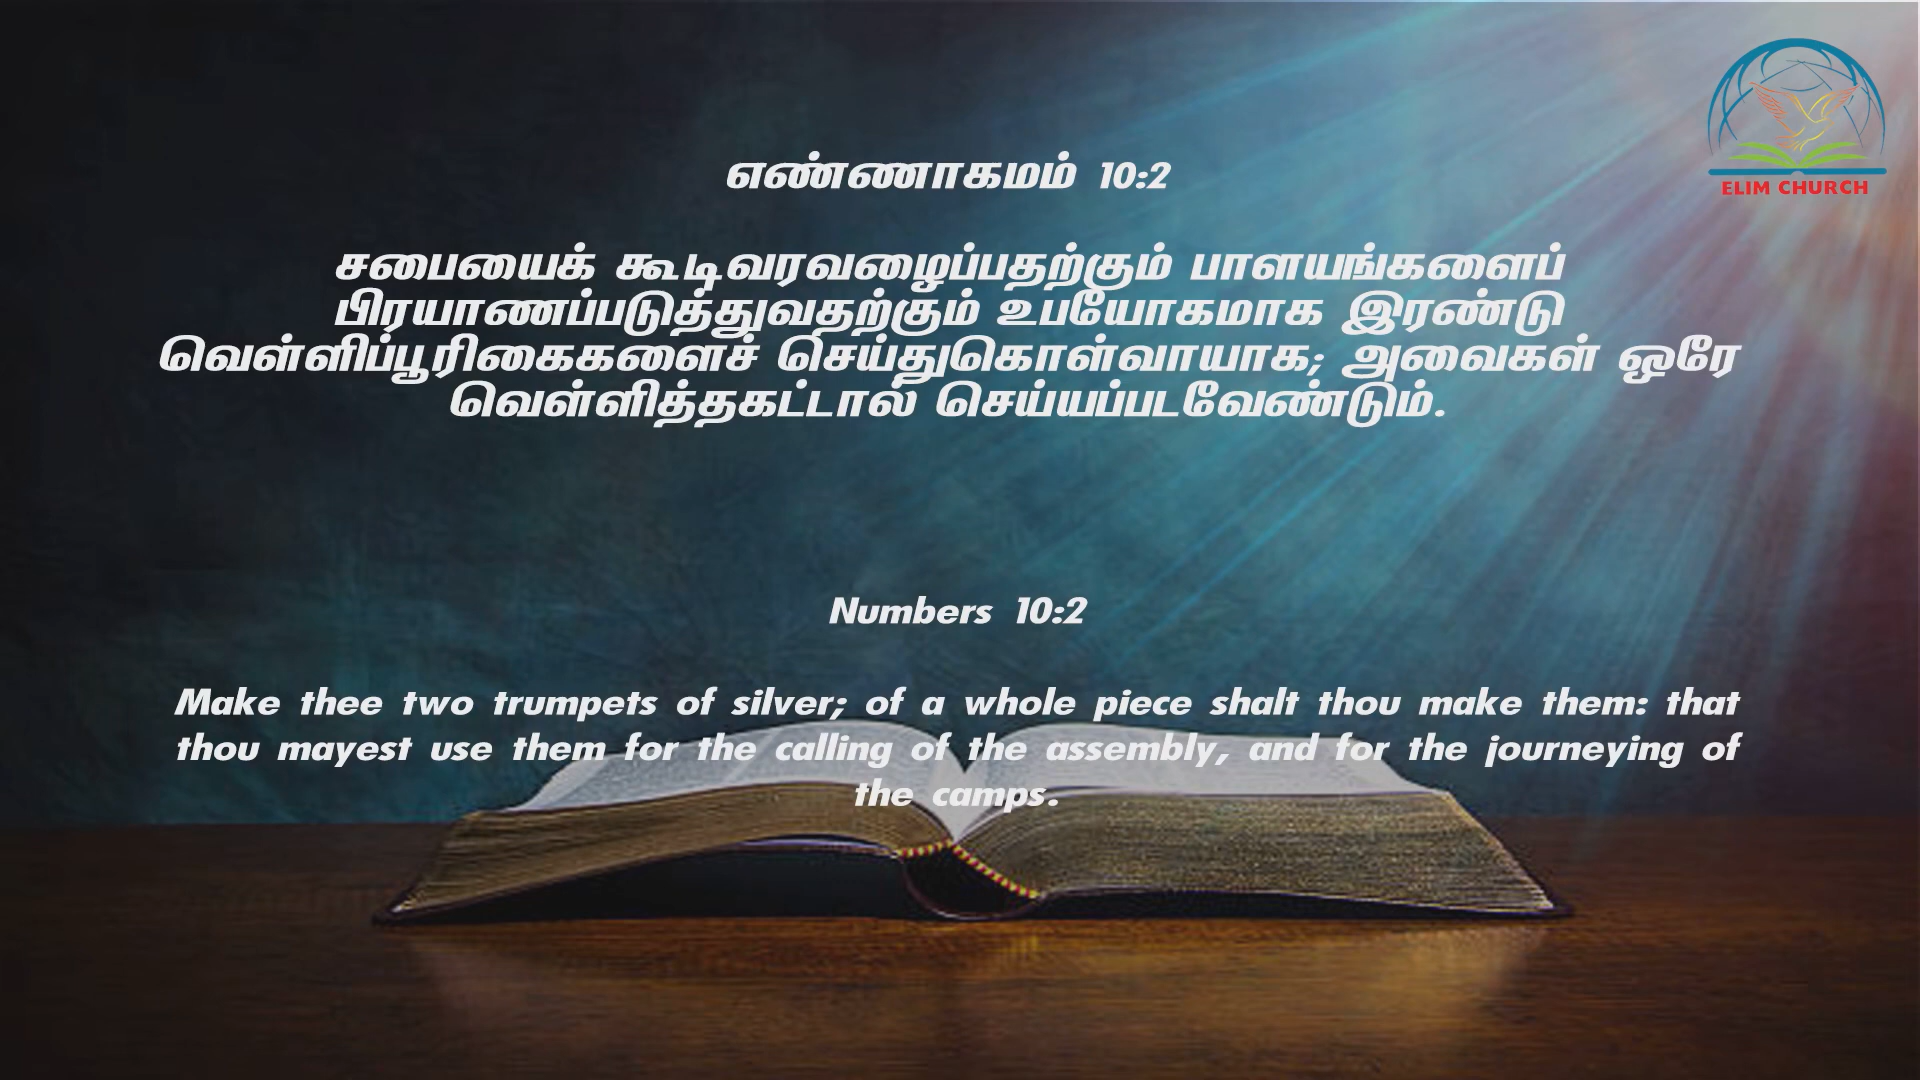 ELIM CHURCH
எண்ணாகமம் 10:2
சபையைக் கூடிவரவழைப்பதற்கும் பாளயங்களைப்
பிரயாணப்படுத்துவதற்கும் உபயோகமாக இரண்டு
வெள்ளிப்பூரிகைகளைச் செய்துகொள்வாயாக; அவைகள் ஒரே
வெள்ளித்தகட்டால் செய்யப்படவேண்டும்.
Numbers 10:2
Make thee two trumpets of silver; of a whole piece shalt thou make them: that
thou mayest use them for the calling of the assembly, and for the journeying of
the camps.